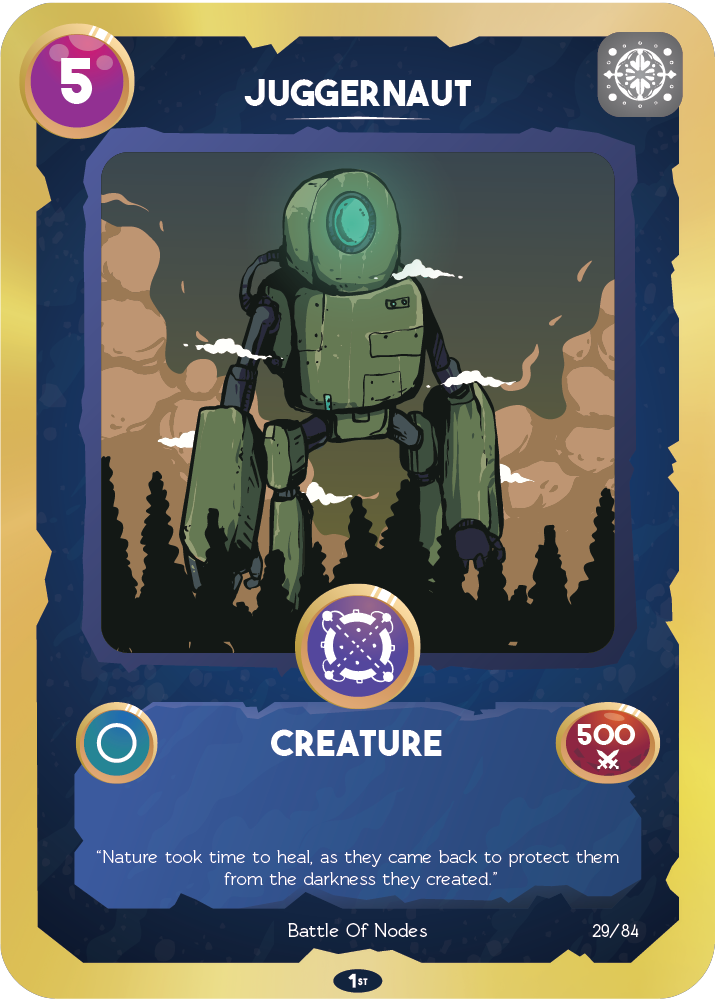 5
JUGGERNAUT
CREATURE
500
“Nature took time to heal, as they came back to protect them
from the darkness they created.”
Battle Of Nodes
29/84
1ST